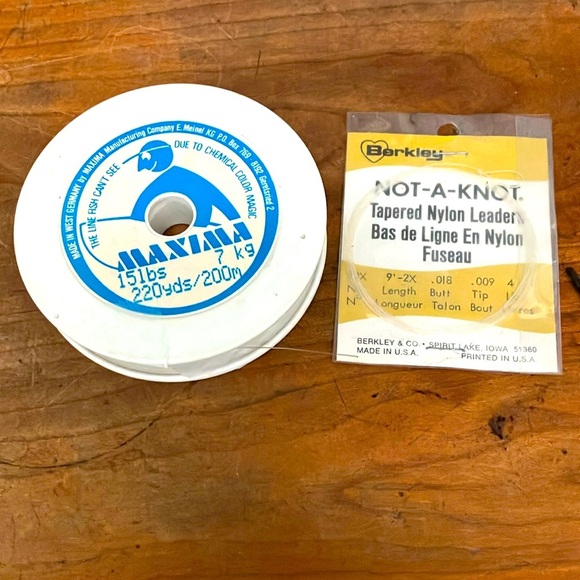 MADE IN WEST GERMANY by MAXIMA Manufacturing Company E. Meinel KG P.O. Box 769 8192 Geretsried 2
THE LINE FISH CAN'T SEE
DUE TO CHEMICAL COLOR MAGIC
MAXIMA
15lbs 7 kg
220yds/200m
Berkley
NOT-A-KNOT.
Tapered Nylon Leaders
Bas de Ligne En Nylon
Fuseau
9'-2X .018 .009 4
Length Butt Tip
Longueur Talon Bout
BERKLEY & CO. • SPIRIT LAKE, IOWA 51360
MADE IN U.S.A. PRINTED IN U.S.A.